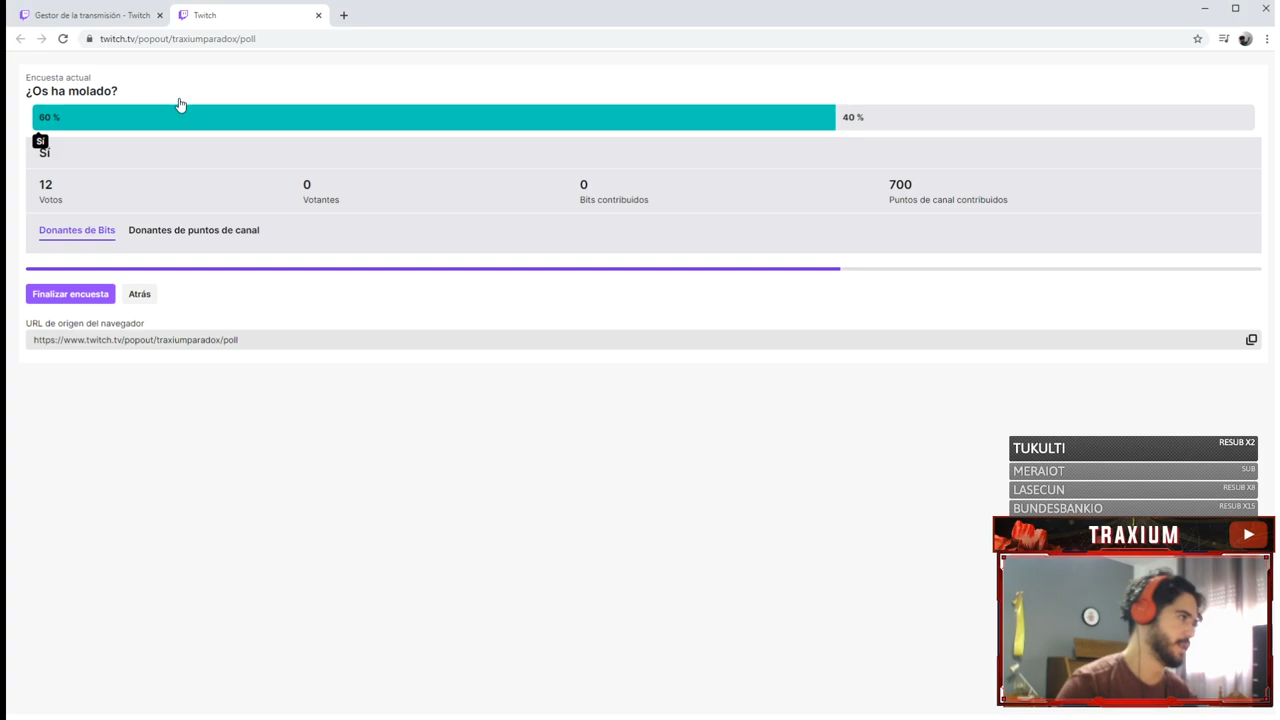 Gestor de la transmisión - Twitch
Twitch
twitch.tv/popout/traxiumparadox/poll
Encuesta actual
¿Os ha molado?
60 %
40 %
Sí
Sí
12
0
0
700
Votos
Votantes
Bits contribuidos
Puntos de canal contribuidos
Donantes de Bits
Donantes de puntos de canal
Finalizar encuesta
Atrás
URL de origen del navegador
https://www.twitch.tv/popout/traxiumparadox/poll
TUKULTI RESUB X2
MERAIOT SUB
LASECUN RESUB X8
BUNDESBANKIO RESUB X15
TRAXIUM